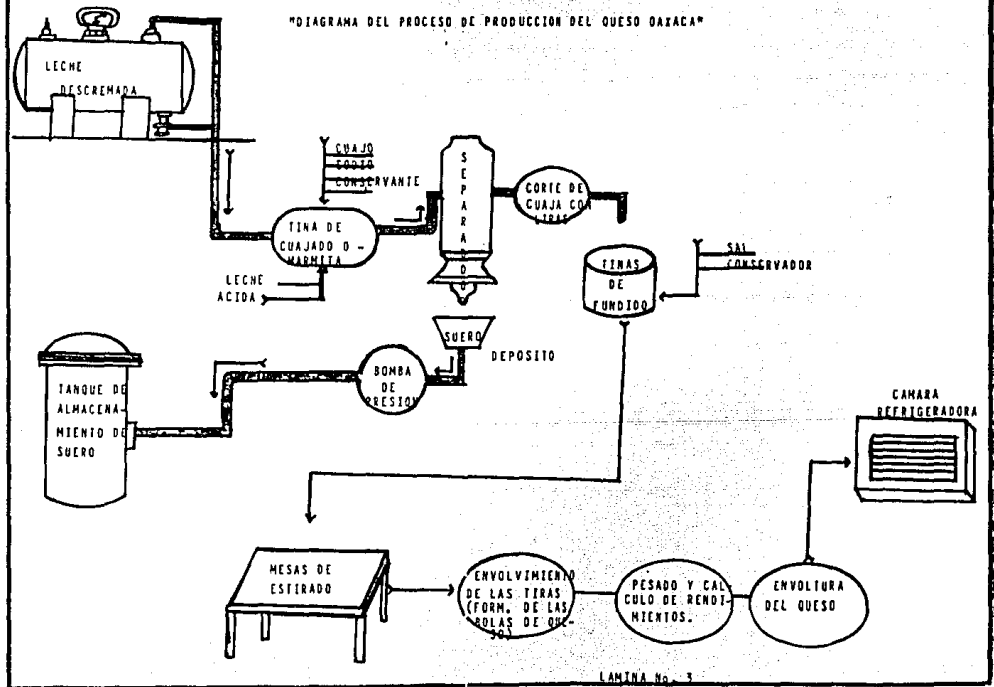 "DIAGRAMA DEL PROCESO DE PRODUCCION DEL QUESO OAXACA"
LECHE
DESCREMADA
CUAJO
SODIO
CONSERVANTE
TINA DE
CUAJADO O -
MARMITA
LECHE
ACIDA
SEPARADOR
CORTE DE
CUAJA CON
LIRAS
TINAS
DE
FUNDIDO
SAL
CONSERVADOR
SUERO
DEPOSITO
BOMBA
DE
PRESION
TANQUE DE
ALMACENA-
MIENTO DE
SUERO
CAMARA
REFRIGERADORA
MESAS DE
ESTIRADO
ENVOLVIMIENTO
DE LAS TIRAS
(FORM. DE LAS
BOLAS DE QUE-
SO)
PESADO Y CAL-
CULO DE RENDI-
MIENTOS.
ENVOLTURA
DEL QUESO
LAMINA No. 3